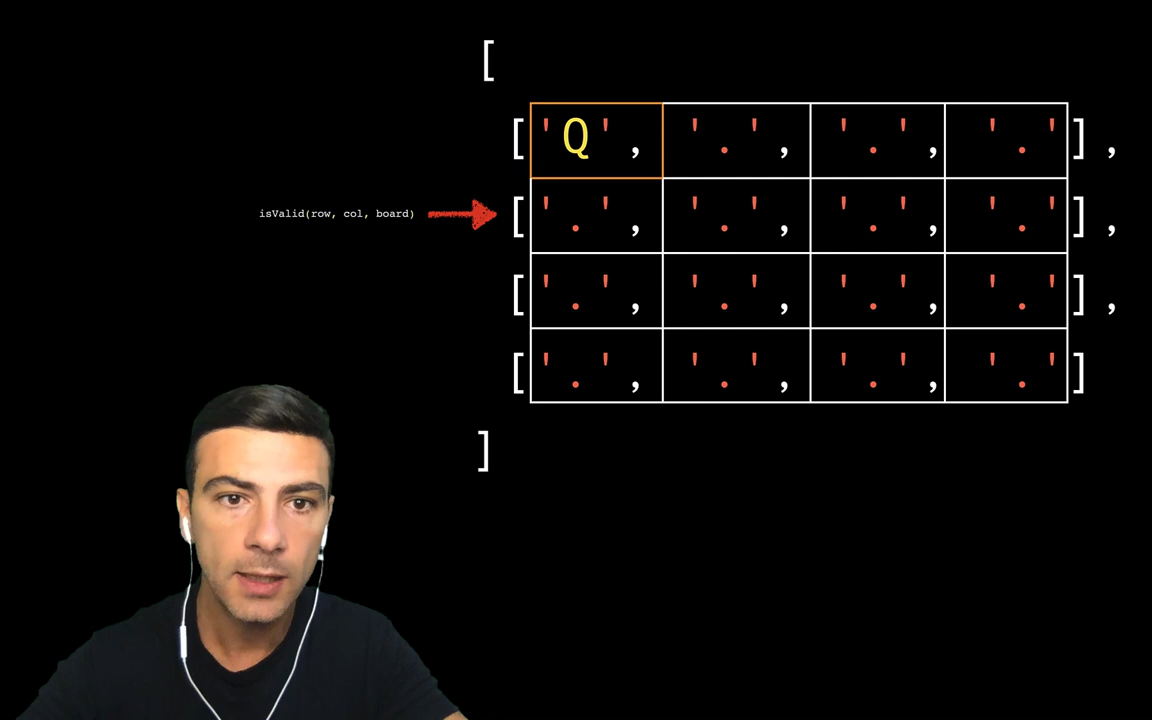 [
['Q', '.', '.', '.'],
isValid(row, col, board) ['.', '.', '.', '.'],
['.', '.', '.', '.'],
['.', '.', '.', '.']
]